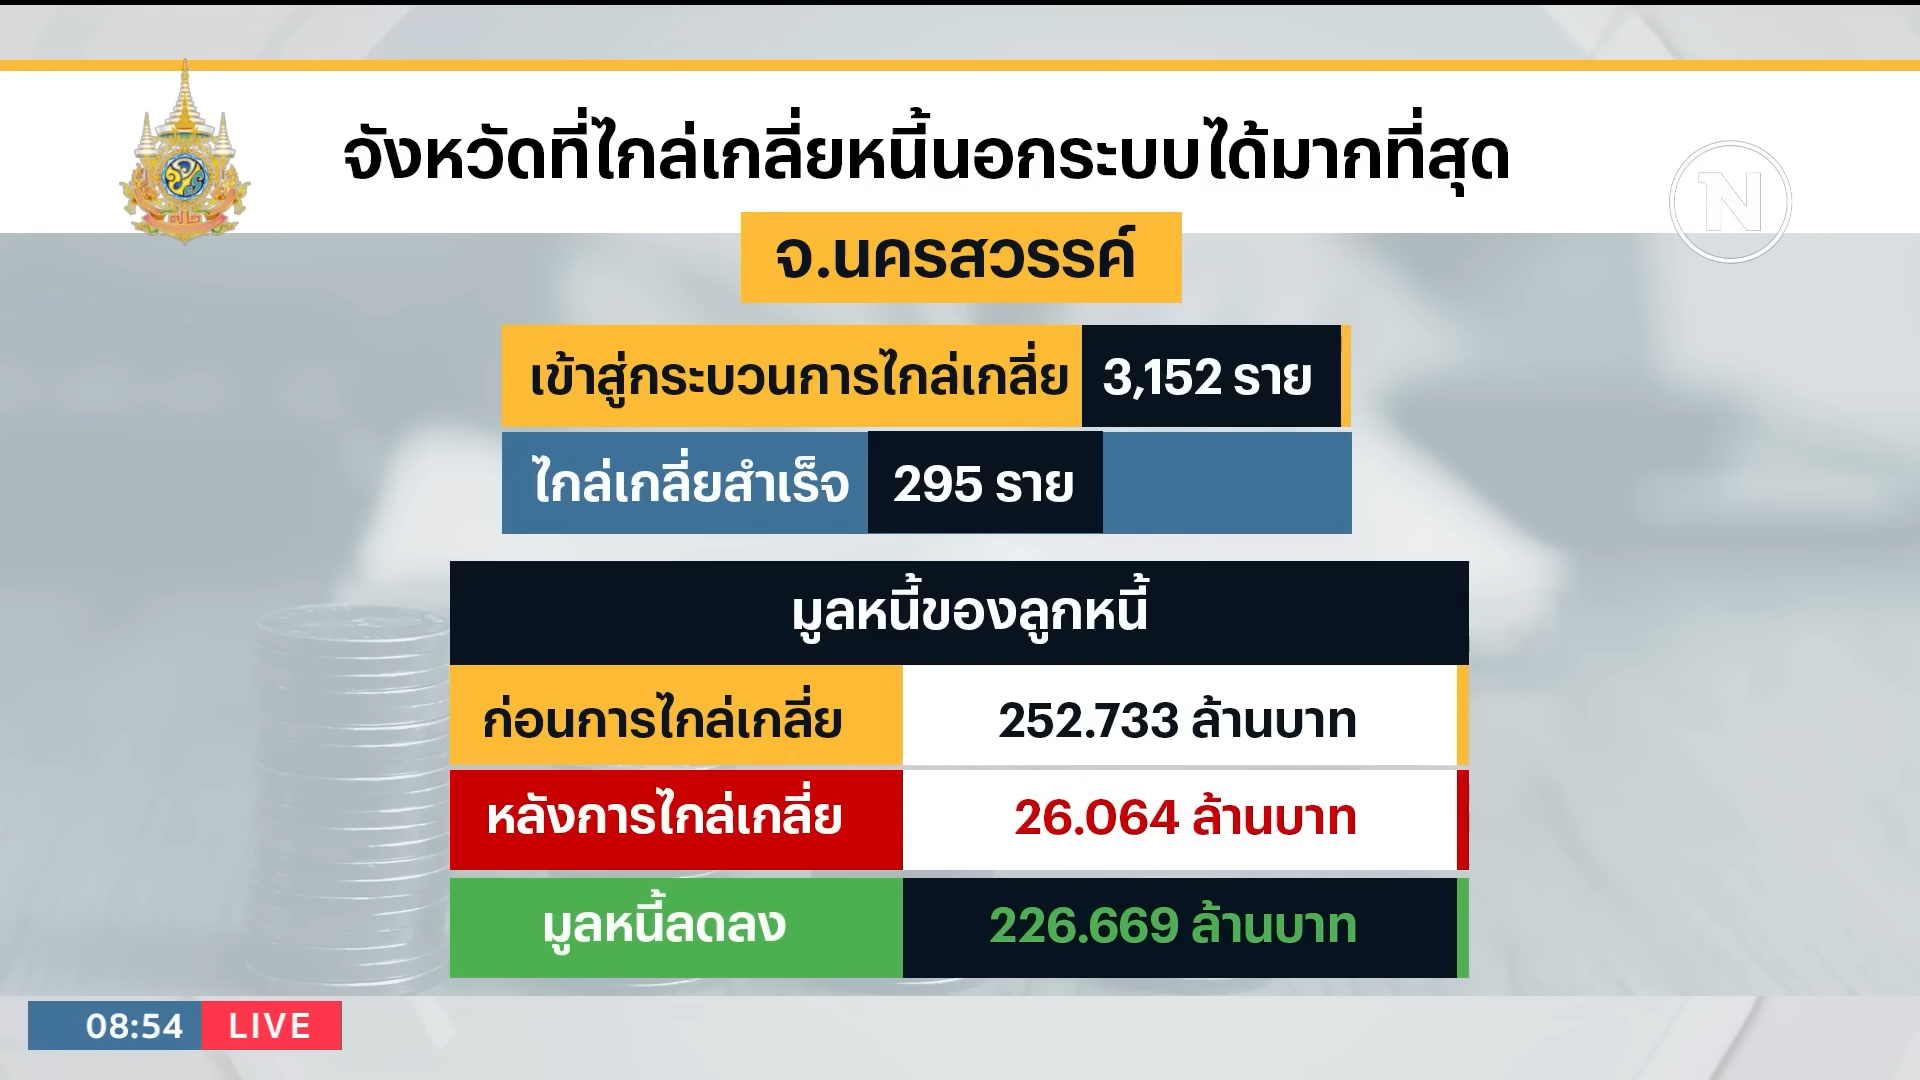 จังหวัดที่ไกล่เกลี่ยหนี้นอกระบบได้มากที่สุด
N
จ.นครสวรรค์
เข้าสู่กระบวนการไกล่เกลี่ย 3,152 ราย
ไกล่เกลี่ยสำเร็จ 295 ราย
มูลหนี้ของลูกหนี้
ก่อนการไกล่เกลี่ย 252.733 ล้านบาท
หลังการไกล่เกลี่ย 26.064 ล้านบาท
มูลหนี้ลดลง 226.669 ล้านบาท
08:54 LIVE